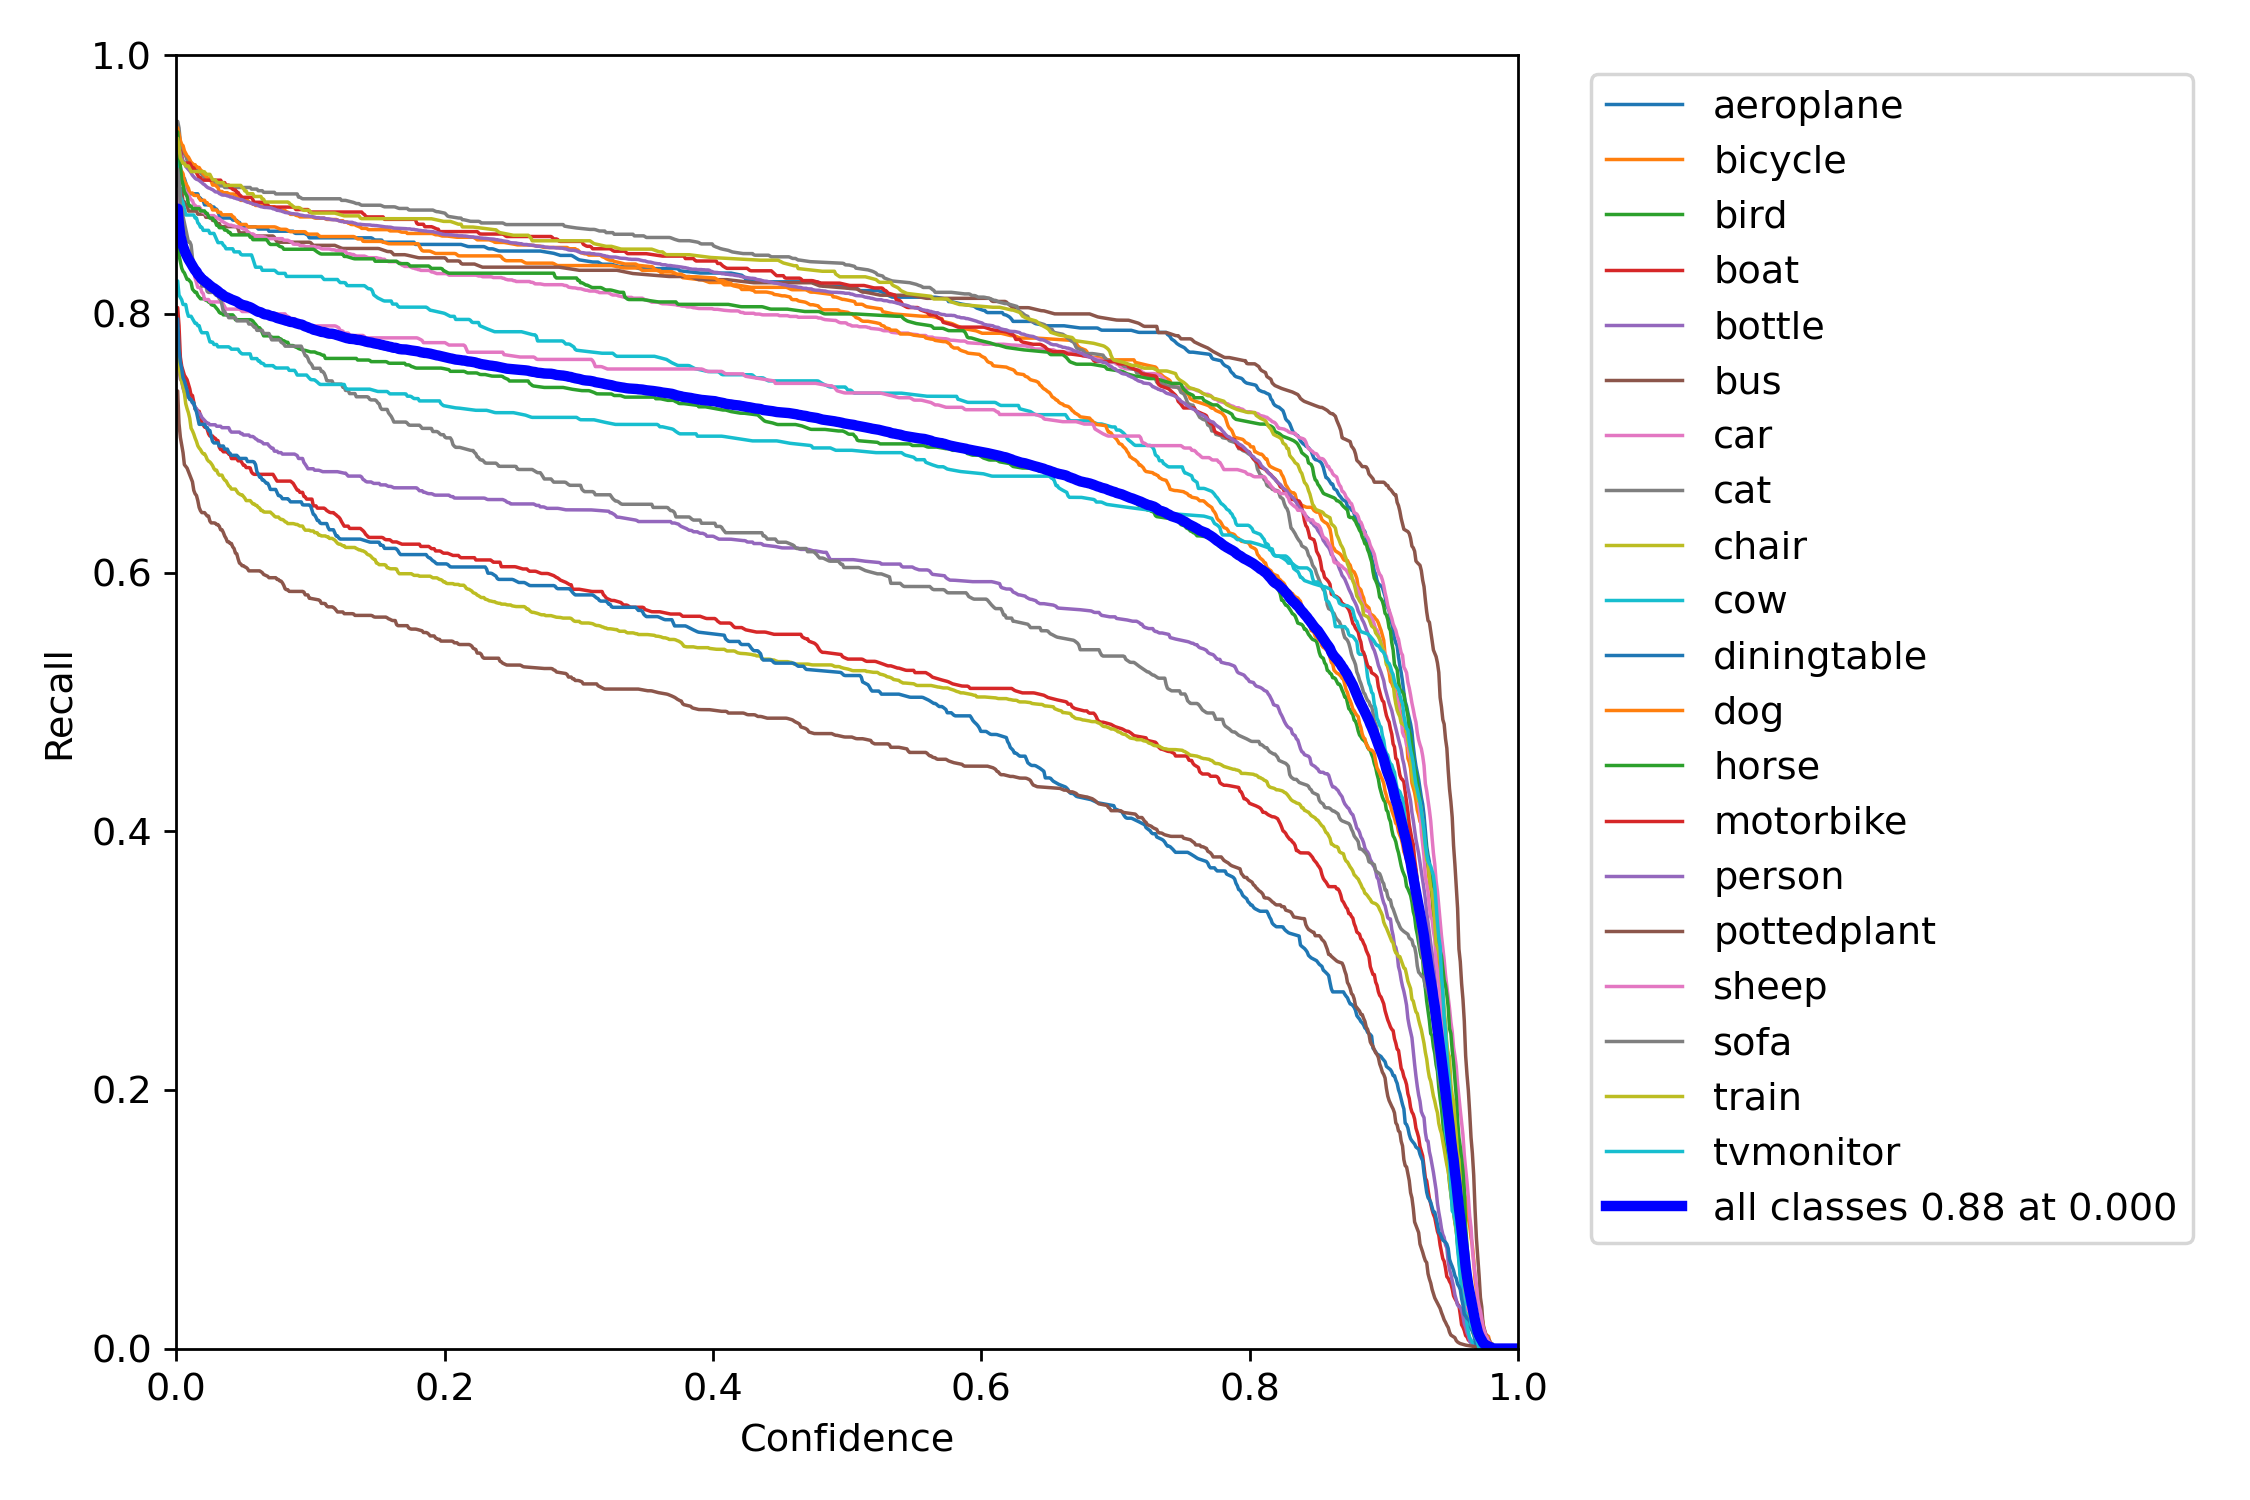 1.0
0.8
0.6
0.4
0.2
0.0
Recall
0.0 0.2 0.4 0.6 0.8 1.0
Confidence
aeroplane
bicycle
bird
boat
bottle
bus
car
cat
chair
cow
diningtable
dog
horse
motorbike
person
pottedplant
sheep
sofa
train
tvmonitor
all classes 0.88 at 0.000